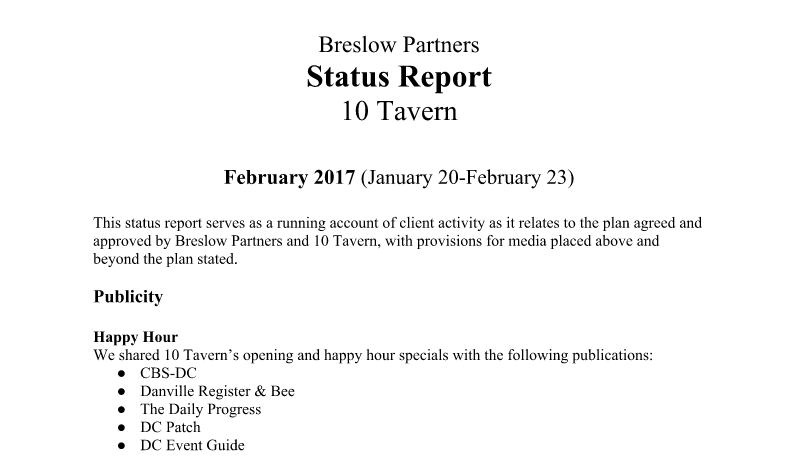 Breslow Partners
Status Report
10 Tavern
February 2017 (January 20-February 23)
This status report serves as a running account of client activity as it relates to the plan agreed and
approved by Breslow Partners and 10 Tavern, with provisions for media placed above and
beyond the plan stated.
Publicity
Happy Hour
We shared 10 Tavern’s opening and happy hour specials with the following publications:
● CBS-DC
● Danville Register & Bee
● The Daily Progress
● DC Patch
● DC Event Guide